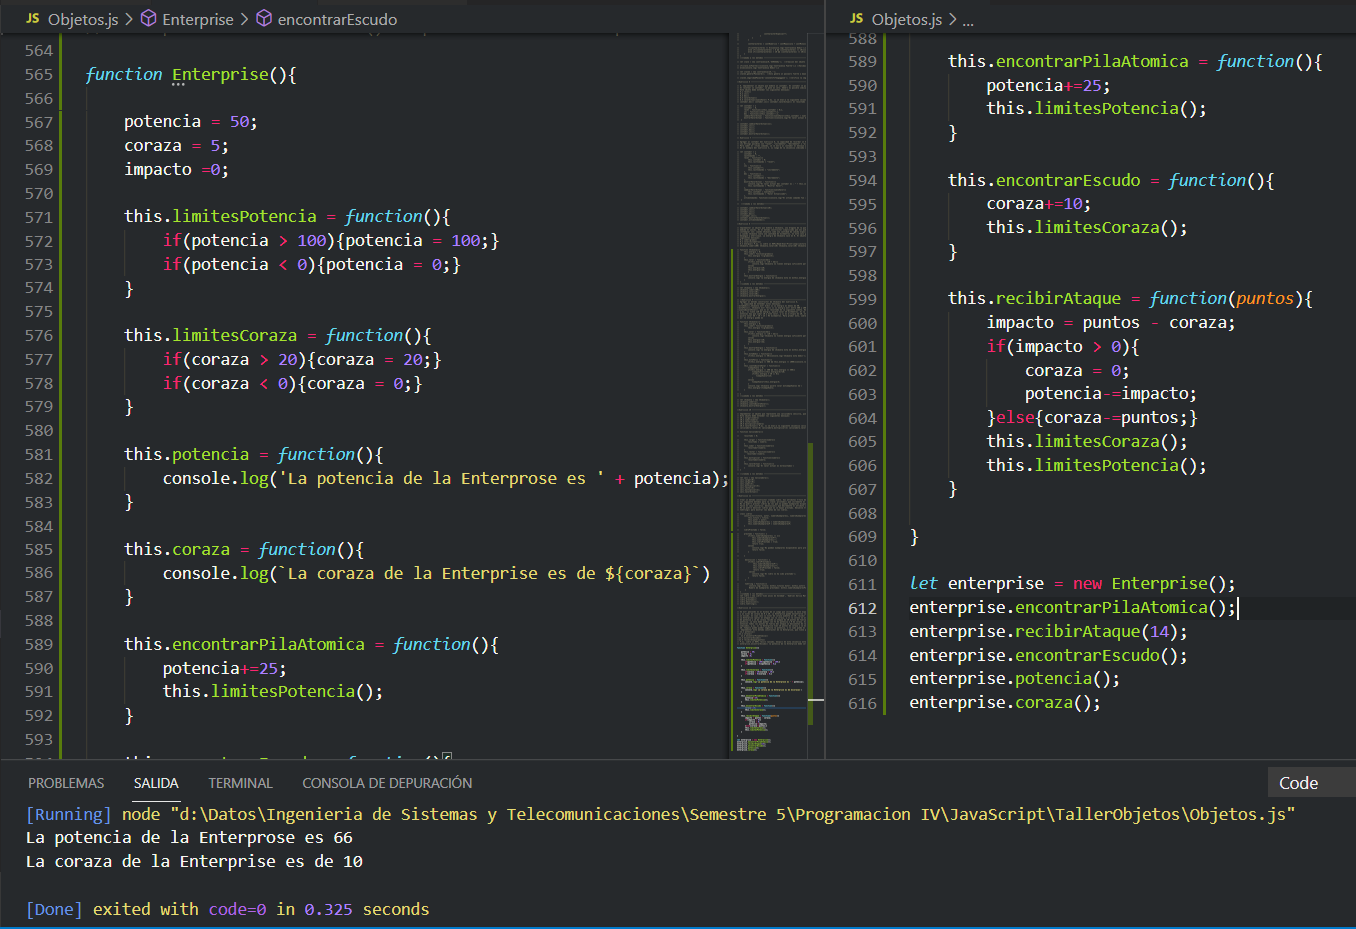 JS Objetos.js > Enterprise > encontrarEscudo
564
565 function Enterprise(){
566
567 potencia = 50;
568 coraza = 5;
569 impacto =0;
570
571 this.limitesPotencia = function(){
572 if(potencia > 100){potencia = 100;}
573 if(potencia < 0){potencia = 0;}
574 }
575
576 this.limitesCoraza = function(){
577 if(coraza > 20){coraza = 20;}
578 if(coraza < 0){coraza = 0;}
579 }
580
581 this.potencia = function(){
582 console.log('La potencia de la Enterprose es ' + potencia);
583 }
584
585 this.coraza = function(){
586 console.log(`La coraza de la Enterprise es de ${coraza}`)
587 }
588
589 this.encontrarPilaAtomica = function(){
590 potencia+=25;
591 this.limitesPotencia();
592 }
593
JS Objetos.js > ...
588
589 this.encontrarPilaAtomica = function(){
590 potencia+=25;
591 this.limitesPotencia();
592 }
593
594 this.encontrarEscudo = function(){
595 coraza+=10;
596 this.limitesCoraza();
597 }
598
599 this.recibirAtaque = function(puntos){
600 impacto = puntos - coraza;
601 if(impacto > 0){
602 coraza = 0;
603 potencia-=impacto;
604 }else{coraza-=puntos;}
605 this.limitesCoraza();
606 this.limitesPotencia();
607 }
608
609 }
610
611 let enterprise = new Enterprise();
612 enterprise.encontrarPilaAtomica();
613 enterprise.recibirAtaque(14);
614 enterprise.encontrarEscudo();
615 enterprise.potencia();
616 enterprise.coraza();
PROBLEMAS SALIDA TERMINAL CONSOLA DE DEPURACIÓN Code
[Running] node "d:\Datos\Ingenieria de Sistemas y Telecomunicaciones\Semestre 5\Programacion IV\JavaScript\TallerObjetos\Objetos.js"
La potencia de la Enterprose es 66
La coraza de la Enterprise es de 10
[Done] exited with code=0 in 0.325 seconds